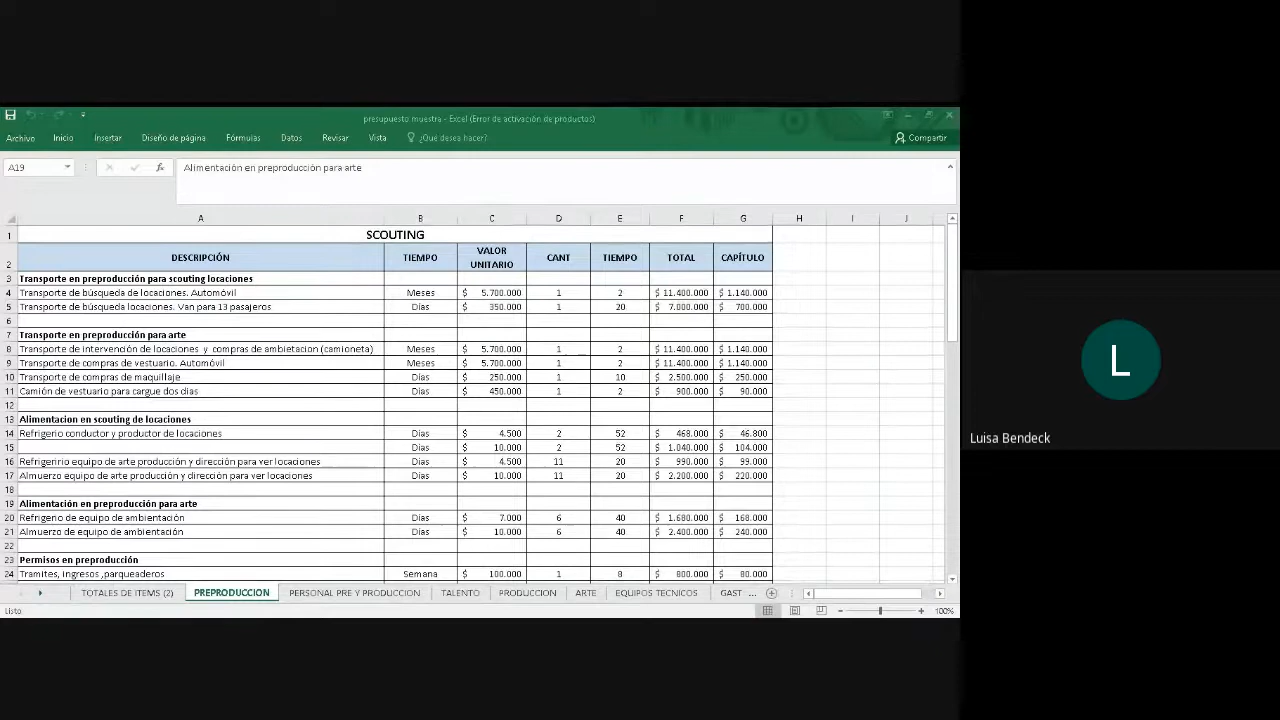 presupuesto muestra - Excel (Error de activación de productos)
Archivo Inicio Insertar Diseño de página Fórmulas Datos Revisar Vista ¿Qué desea hacer? Compartir
A19 fx Alimentación en preproducción para arte
A B C D E F G H I J
1 SCOUTING
2 DESCRIPCIÓN TIEMPO VALOR UNITARIO CANT TIEMPO TOTAL CAPÍTULO
3 Transporte en preproducción para scouting locaciones
4 Transporte de búsqueda de locaciones. Automóvil Meses $ 5.700.000 1 2 $ 11.400.000 $ 1.140.000
5 Transporte de búsqueda locaciones. Van para 13 pasajeros Días $ 350.000 1 20 $ 7.000.000 $ 700.000
6
7 Transporte en preproducción para arte
8 Transporte de intervención de locaciones y compras de ambietacion (camioneta) Meses $ 5.700.000 1 2 $ 11.400.000 $ 1.140.000
9 Transporte de compras de vestuario. Automóvil Meses $ 5.700.000 1 2 $ 11.400.000 $ 1.140.000
10 Transporte de compras de maquillaje Días $ 250.000 1 10 $ 2.500.000 $ 250.000
11 Camión de vestuario para cargue dos días Días $ 450.000 1 2 $ 900.000 $ 90.000
12
13 Alimentacion en scouting de locaciones
14 Refrigerio conductor y productor de locaciones Dias $ 4.500 2 52 $ 468.000 $ 46.800
15 Dias $ 10.000 2 52 $ 1.040.000 $ 104.000
16 Refrigenirio equipo de arte producción y dirección para ver locaciones Dias $ 4.500 11 20 $ 990.000 $ 99.000
17 Almuerzo equipo de arte producción y dirección para ver locaciones Dias $ 10.000 11 20 $ 2.200.000 $ 220.000
18
19 Alimentación en preproducción para arte
20 Refrigerio de equipo de ambientación Dias $ 7.000 6 40 $ 1.680.000 $ 168.000
21 Almuerzo de equipo de ambientación Dias $ 10.000 6 40 $ 2.400.000 $ 240.000
22
23 Permisos en preproducción
24 Tramites, ingresos ,parqueaderos Semana $ 100.000 1 8 $ 800.000 $ 80.000
TOTALES DE ITEMS (2) PREPRODUCCION PERSONAL PRE Y PRODUCCION TALENTO PRODUCCION ARTE EQUIPOS TECNICOS GAST ...
Listo 100%
L
Luisa Bendeck